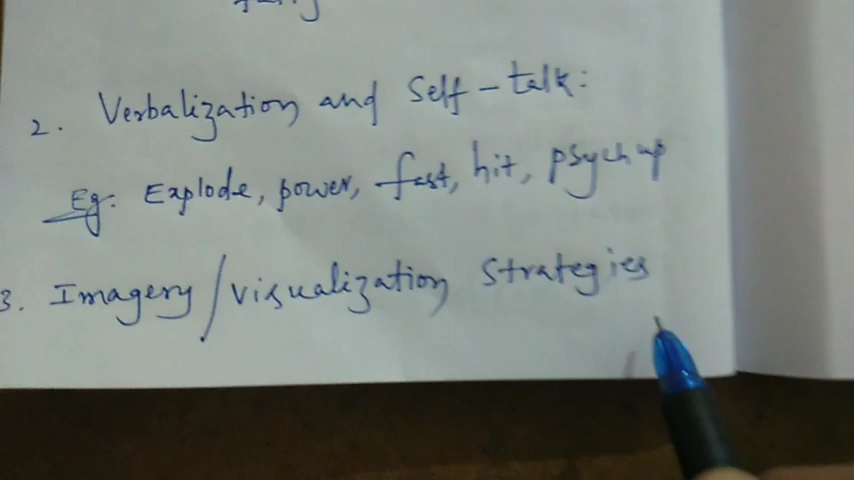 2. Verbalization and Self-talk:
Eg: Explode, power, fast, hit, psych up
3. Imagery/visualization strategies